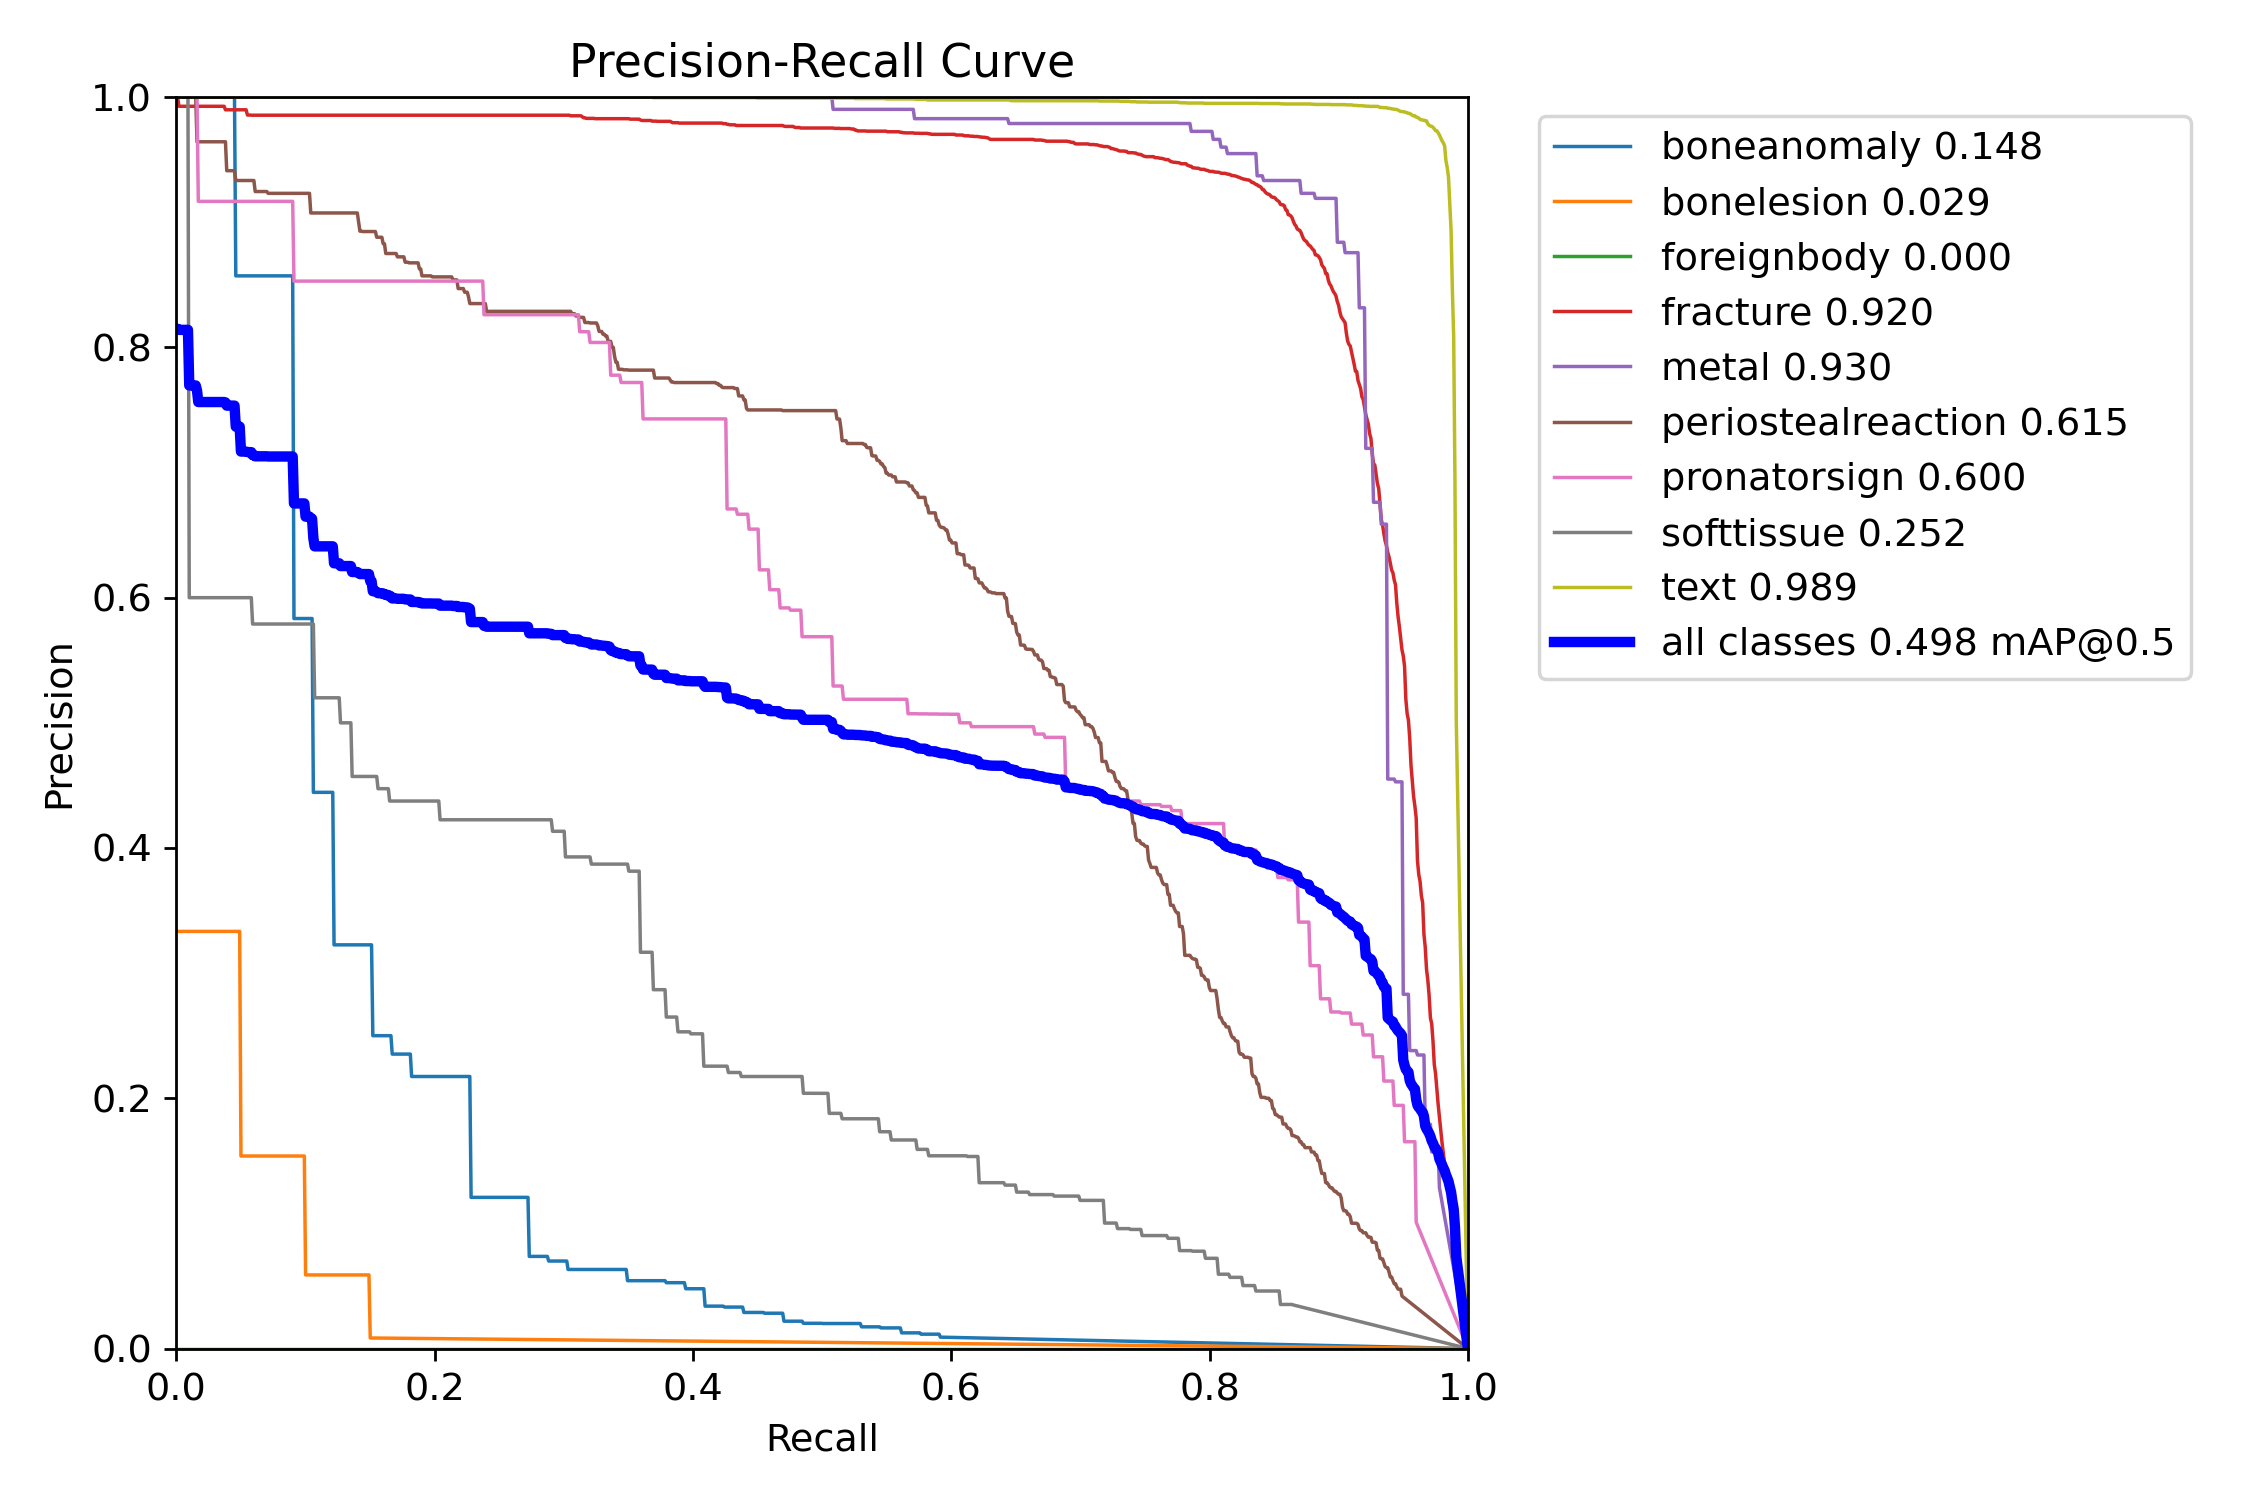 Precision-Recall Curve
1.0
0.8
0.6
0.4
0.2
0.0
Precision
0.0 0.2 0.4 0.6 0.8 1.0
Recall
boneanomaly 0.148
bonelesion 0.029
foreignbody 0.000
fracture 0.920
metal 0.930
periostealreaction 0.615
pronatorsign 0.600
softtissue 0.252
text 0.989
all classes 0.498 mAP@0.5